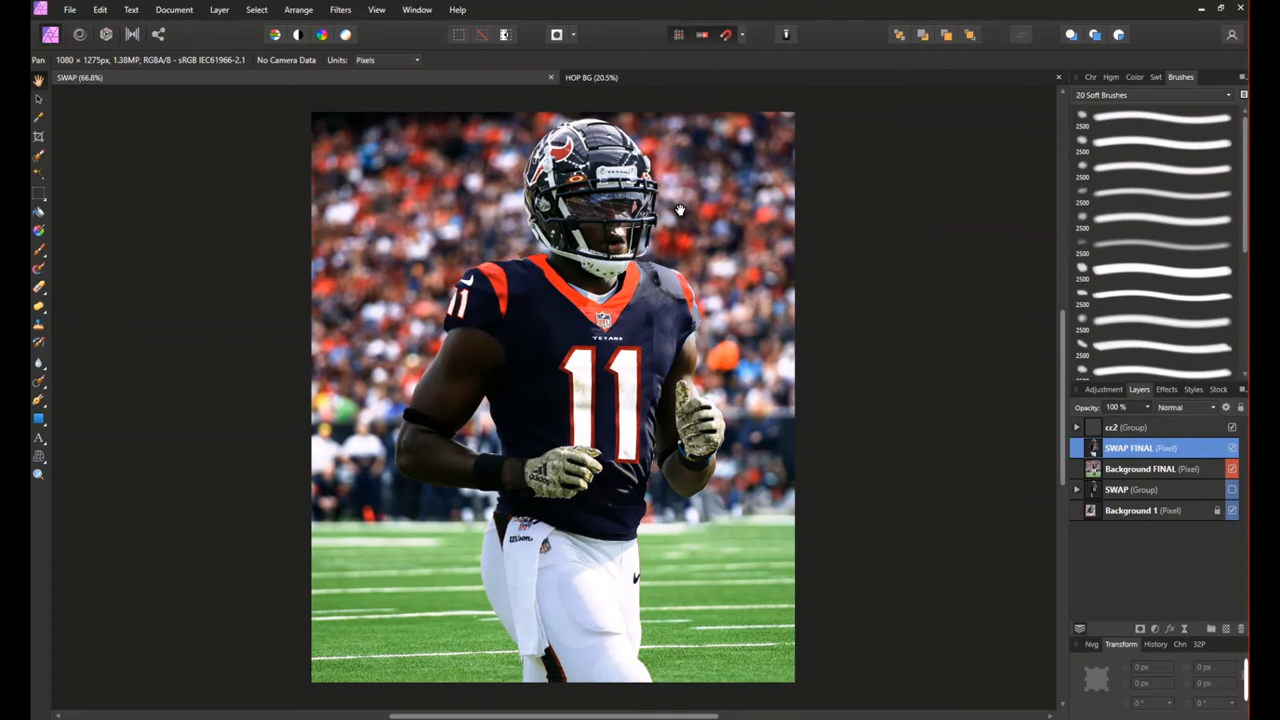 File Edit Text Document Layer Select Arrange Filters View Window Help
Pan 1080 × 1275px, 1.38MP, RGBA/8 - sRGB IEC61966-2.1 No Camera Data Units: Pixels
SWAP (66.8%) HOP BG (20.5%)
Chr Hgm Color Swt Brushes
20 Soft Brushes
2500
2500
2500
2500
2500
2500
2500
2500
2500
2500
TEXANS
11
NFL
TEXANS
11
adidas
Wilson
Adjustment Layers Effects Styles Stock
Opacity: 100 % Normal
cc2 (Group)
SWAP FINAL (Pixel)
Background FINAL (Pixel)
SWAP (Group)
Background 1 (Pixel)
Nvg Transform History Chn 32P
0 px 0 px
0 px 0 px
0 ° 0 °